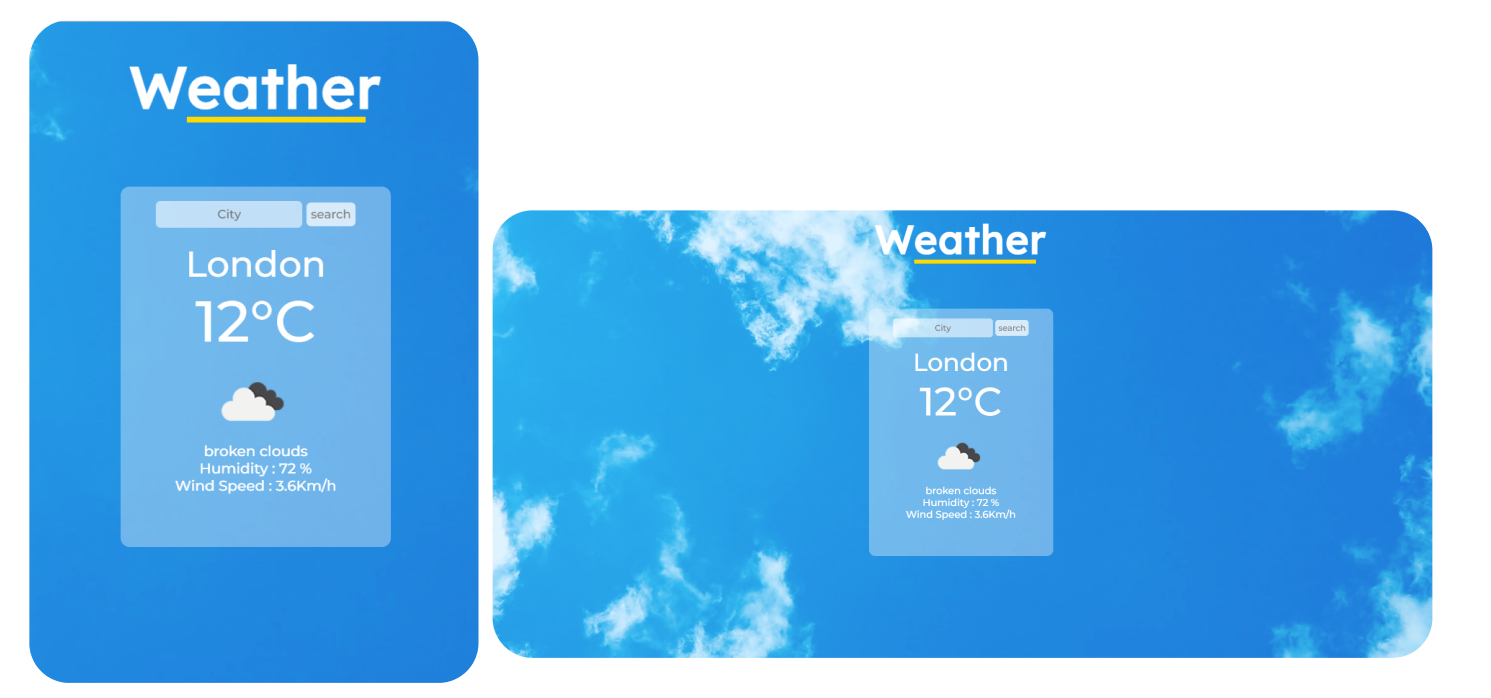 Weather
City search
London
12°C
broken clouds
Humidity : 72 %
Wind Speed : 3.6Km/h
Weather
City search
London
12°C
broken clouds
Humidity : 72 %
Wind Speed : 3.6Km/h